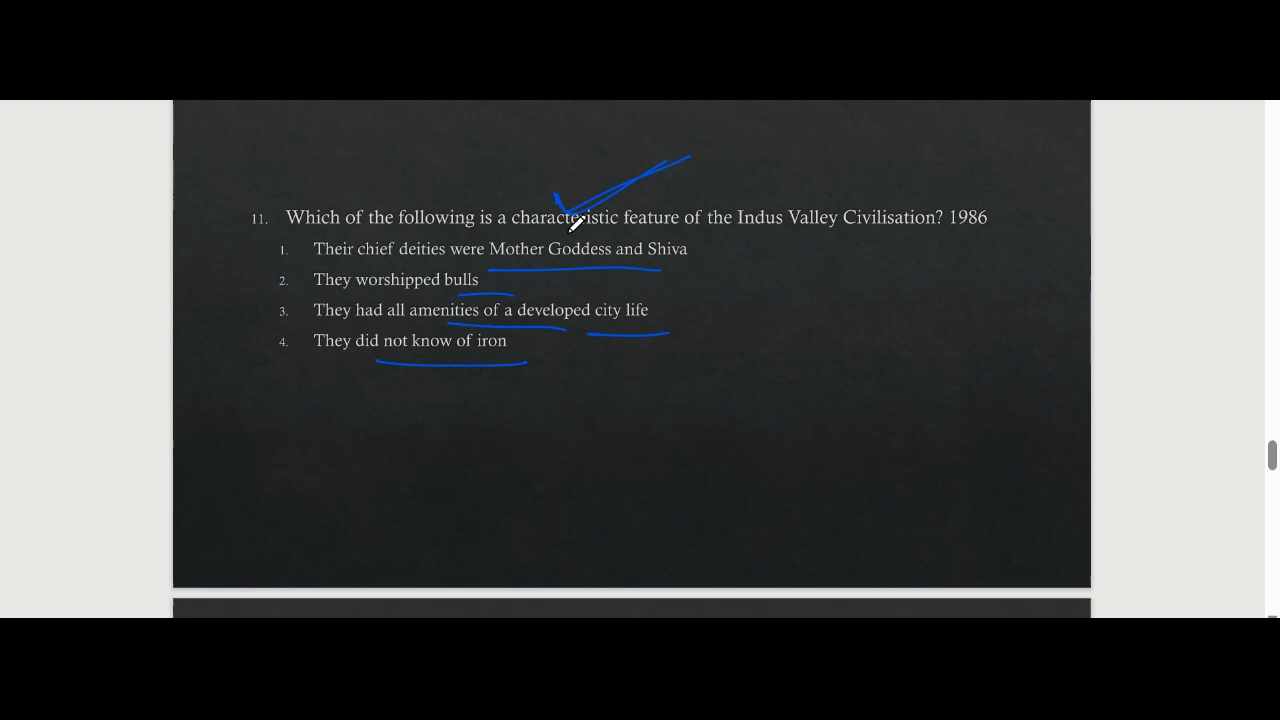 11. Which of the following is a characteristic feature of the Indus Valley Civilisation? 1986
1. Their chief deities were Mother Goddess and Shiva
2. They worshipped bulls
3. They had all amenities of a developed city life
4. They did not know of iron